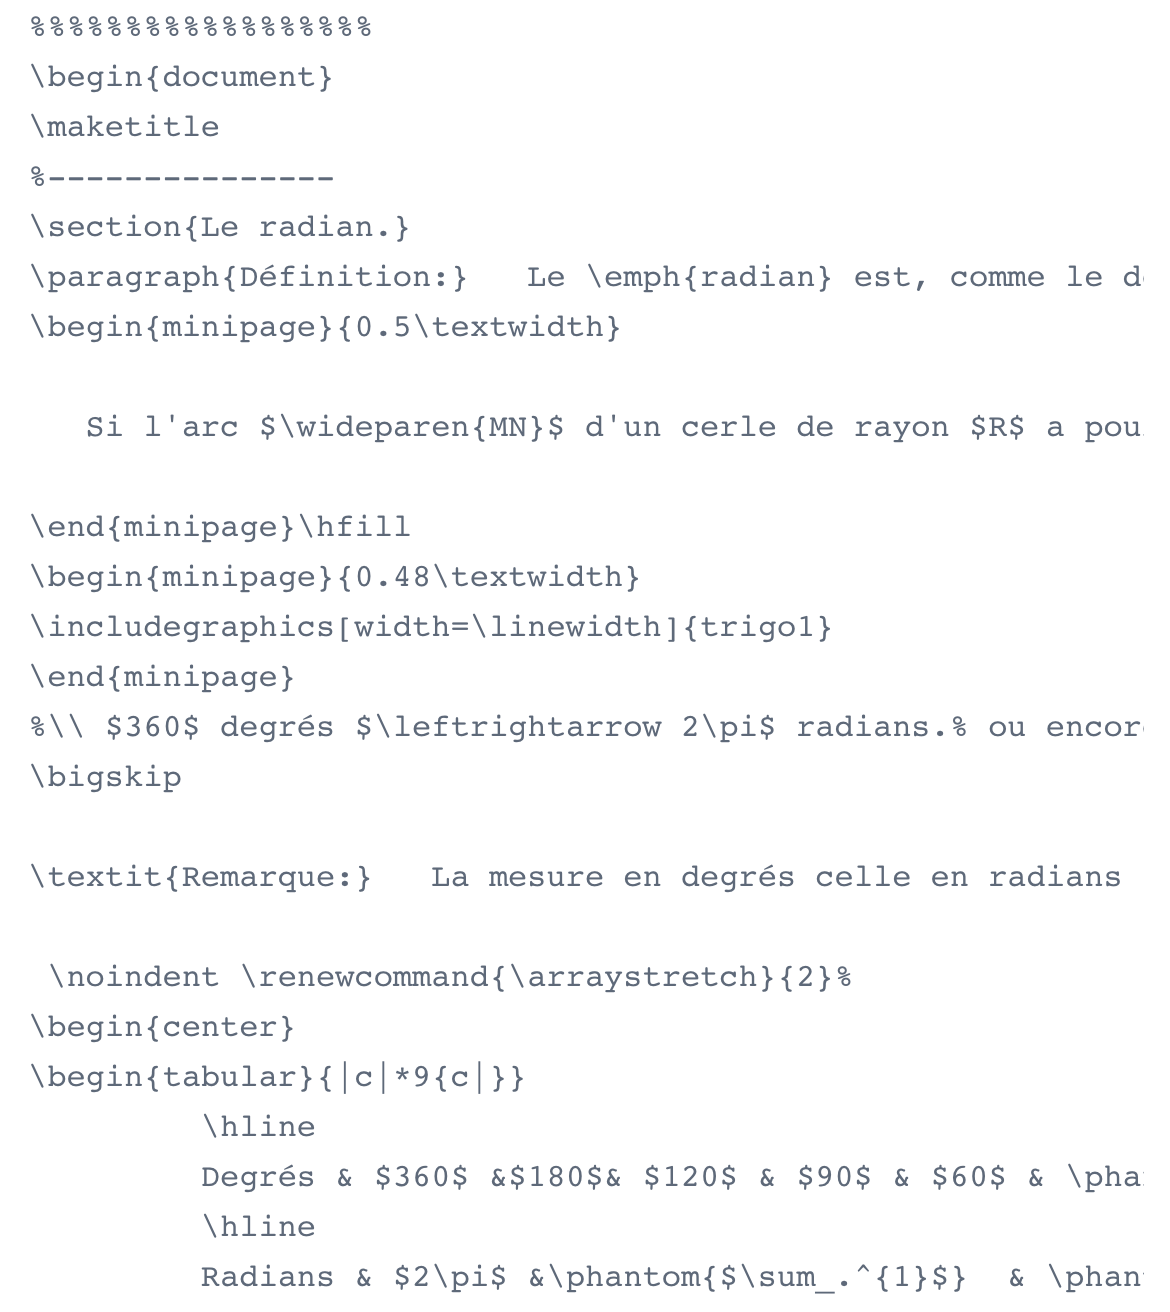 %%%%%%%%%%%%%%%%%%
\begin{document}
\maketitle
%---------------
\section{Le radian.}
\paragraph{Définition:}   Le \emph{radian} est, comme le
\begin{minipage}{0.5\textwidth}
   Si l'arc $\wideparen{MN}$ d'un cerle de rayon $R$ a
\end{minipage}\hfill
\begin{minipage}{0.48\textwidth}
\includegraphics[width=\linewidth]{trigo1}
\end{minipage}
%\\ $360$ degrés $\leftrightarrow 2\pi$ radians.% ou
\bigskip
\textit{Remarque:}   La mesure en degrés celle en radians
 \noindent \renewcommand{\arraystretch}{2}%
\begin{center}
\begin{tabular}{|c|*9{c|}}
         \hline
         Degrés & $360$ &$180$& $120$ & $90$ & $60$ &
         \hline
         Radians & $2\pi$ &\phantom{$\sum_.^{1}$}  &